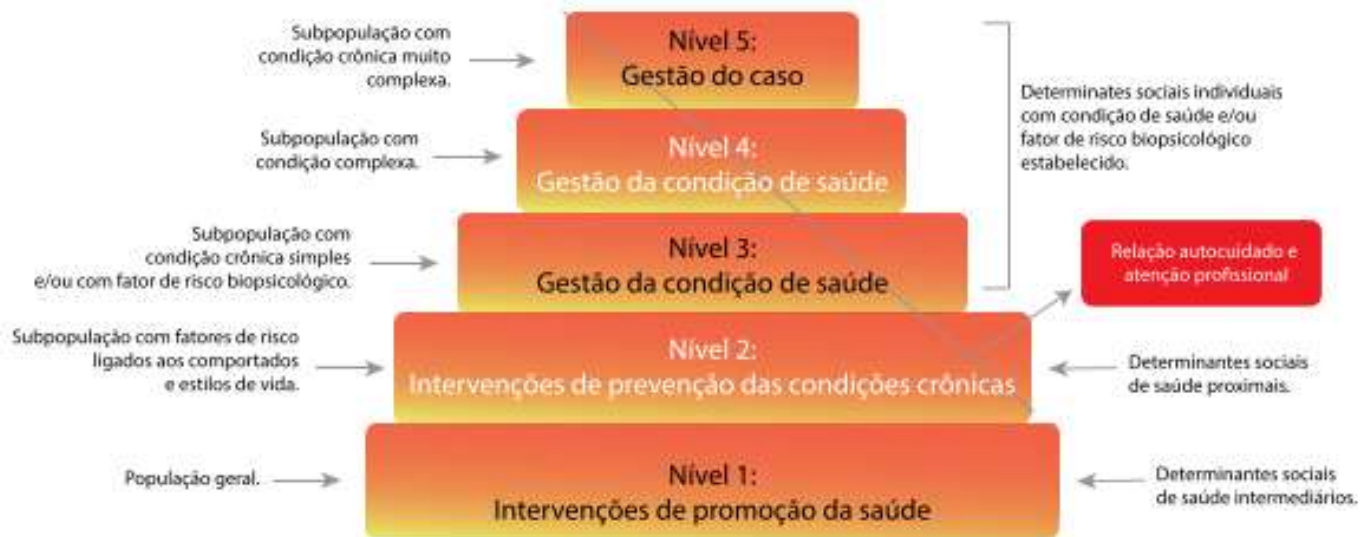 Subpopulação com
condição crônica muito
complexa.
Nível 5:
Gestão do caso
Determinates sociais individuais
com condição de saúde e/ou
fator de risco biopsicológico
estabelecido.
Subpopulação com
condição complexa.
Nível 4:
Gestão da condição de saúde
Subpopulação com
condição crônica simples
e/ou com fator de risco biopsicológico.
Nível 3:
Gestão da condição de saúde
Relação autocuidado e
atenção profissional
Subpopulação com fatores de risco
ligados aos comportados
e estilos de vida.
Nível 2:
Intervenções de prevenção das condições crônicas
Determinantes sociais
de saúde proximais.
População geral.
Nível 1:
Intervenções de promoção da saúde
Determinantes sociais
de saúde intermediários.